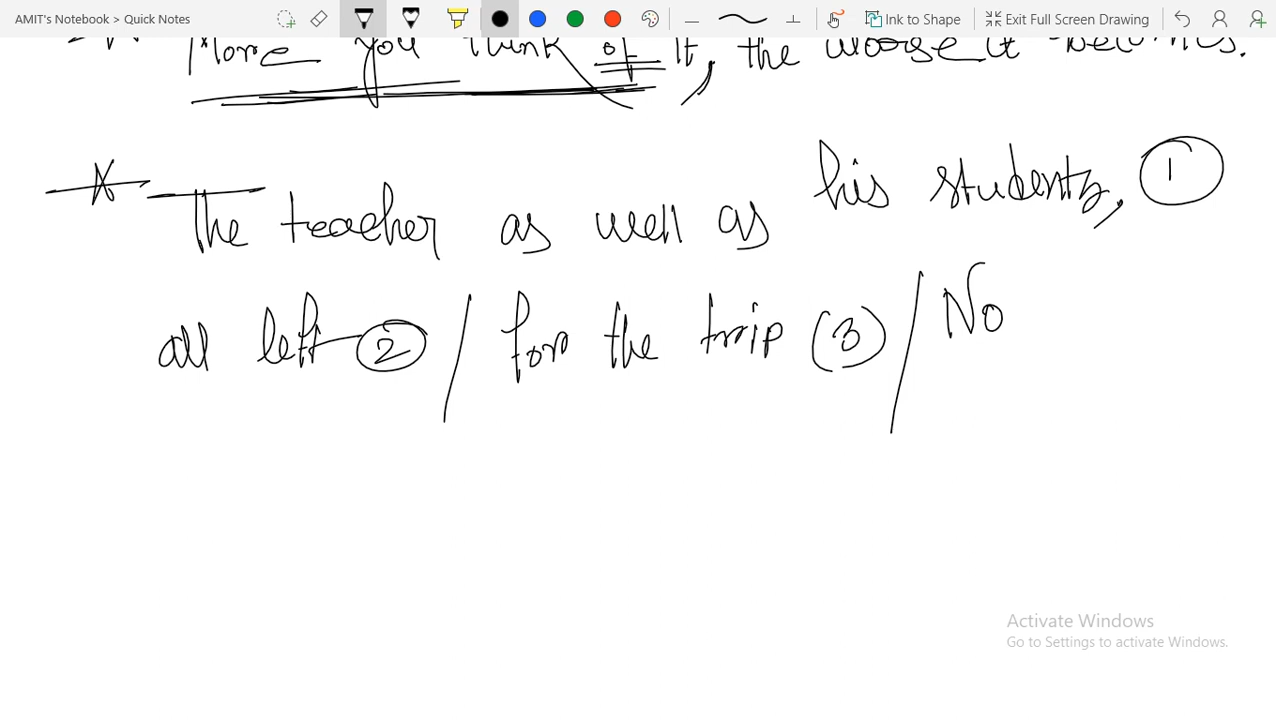 AMIT's Notebook > Quick Notes
Ink to Shape
Exit Full Screen Drawing
More you think of it, the worse it becomes.
The teacher as well as his students, 1
all left 2 / for the trip (3) / No
Activate Windows
Go to Settings to activate Windows.